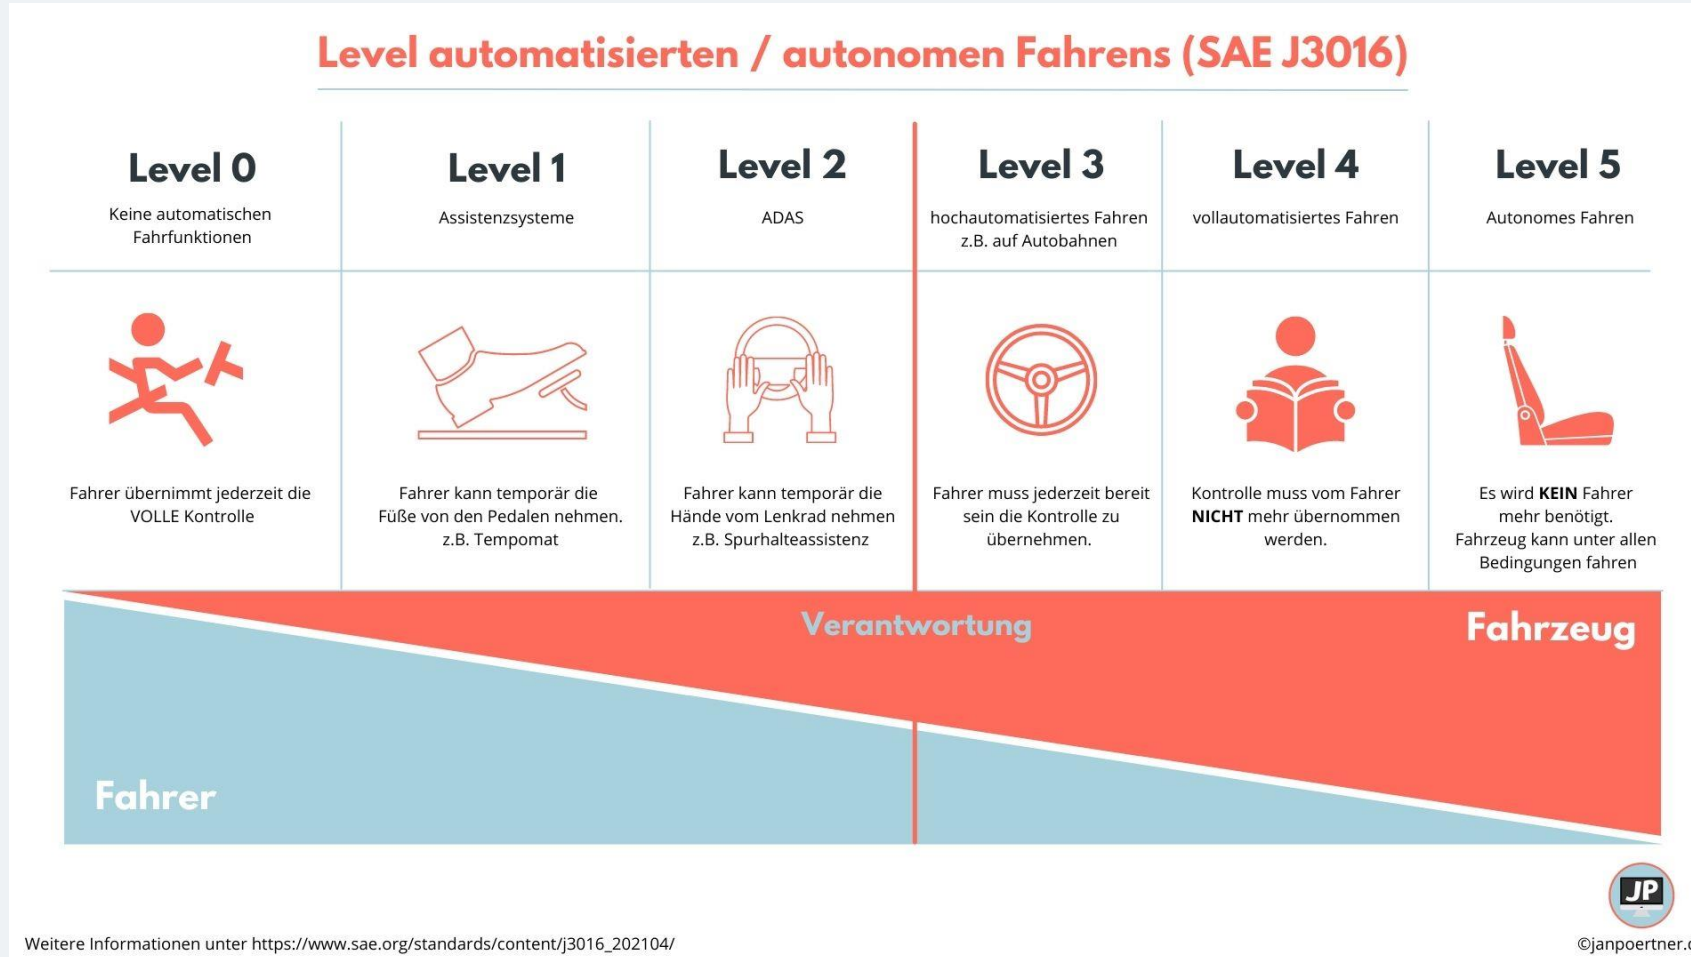 Level automatisierten / autonomen Fahrens (SAE J3016)
Level 0
Keine automatischen
Fahrfunktionen
Fahrer übernimmt jederzeit die
VOLLE Kontrolle
Level 1
Assistenzsysteme
Fahrer kann temporär die
Füße von den Pedalen nehmen.
z.B. Tempomat
Level 2
ADAS
Fahrer kann temporär die
Hände vom Lenkrad nehmen
z.B. Spurhalteassistenz
Level 3
hochautomatisiertes Fahren
z.B. auf Autobahnen
Fahrer muss jederzeit bereit
sein die Kontrolle zu
übernehmen.
Level 4
vollautomatisiertes Fahren
Kontrolle muss vom Fahrer
NICHT mehr übernommen
werden.
Level 5
Autonomes Fahren
Es wird KEIN Fahrer
mehr benötigt.
Fahrzeug kann unter allen
Bedingungen fahren
Verantwortung
Fahrzeug
Fahrer
JP
Weitere Informationen unter https://www.sae.org/standards/content/j3016_202104/
©janpoertner.